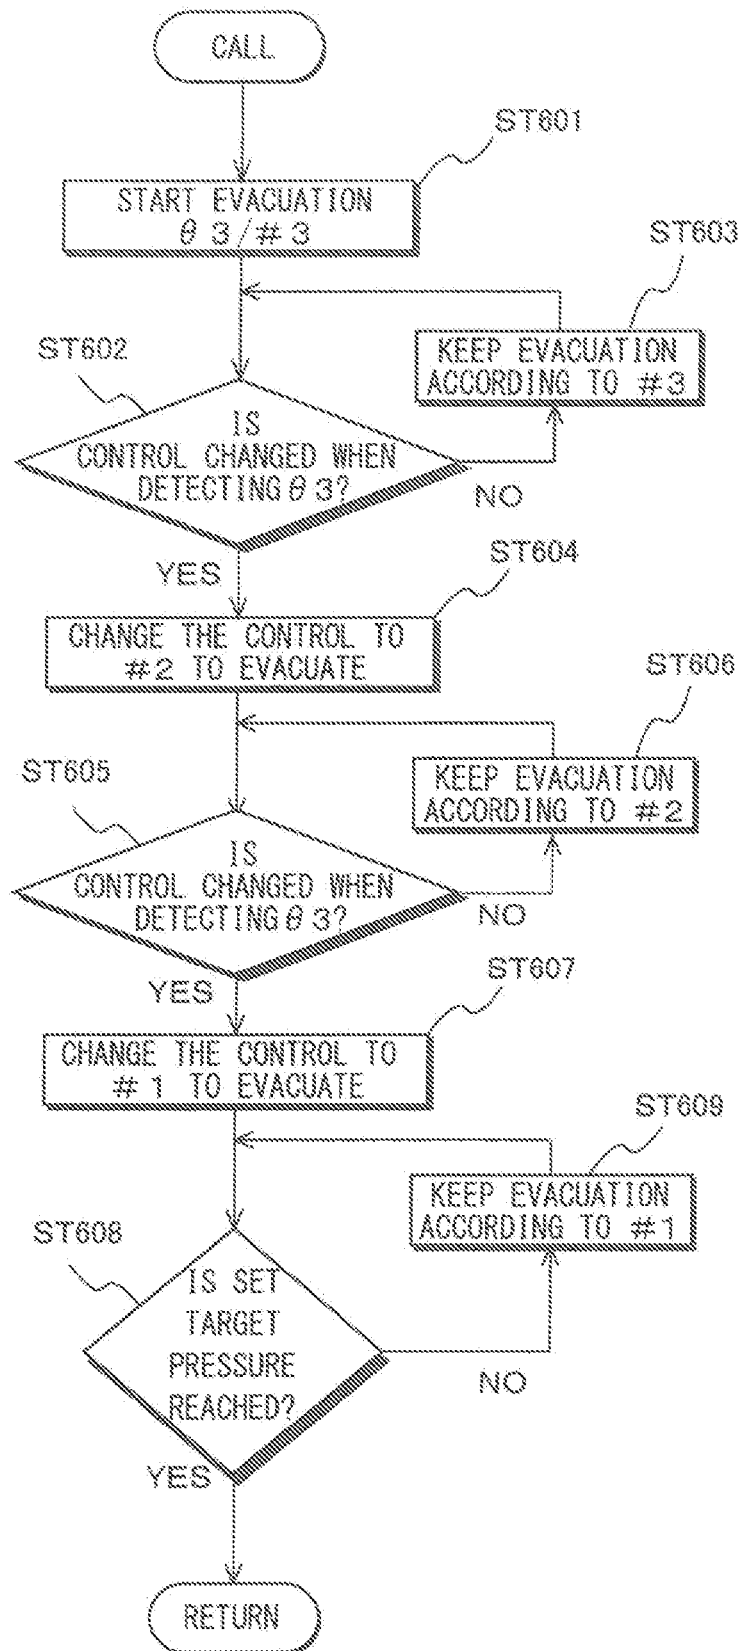 CALL
ST601
START EVACUATION
θ3/#3
ST603
KEEP EVACUATION
ACCORDING TO #3
ST602
IS
CONTROL CHANGED WHEN
DETECTING θ3?
NO
YES
ST604
CHANGE THE CONTROL TO
#2 TO EVACUATE
ST606
KEEP EVACUATION
ACCORDING TO #2
ST605
IS
CONTROL CHANGED WHEN
DETECTING θ3?
NO
YES
ST607
CHANGE THE CONTROL TO
#1 TO EVACUATE
ST609
KEEP EVACUATION
ACCORDING TO #1
ST608
IS SET
TARGET
PRESSURE
REACHED?
NO
YES
RETURN